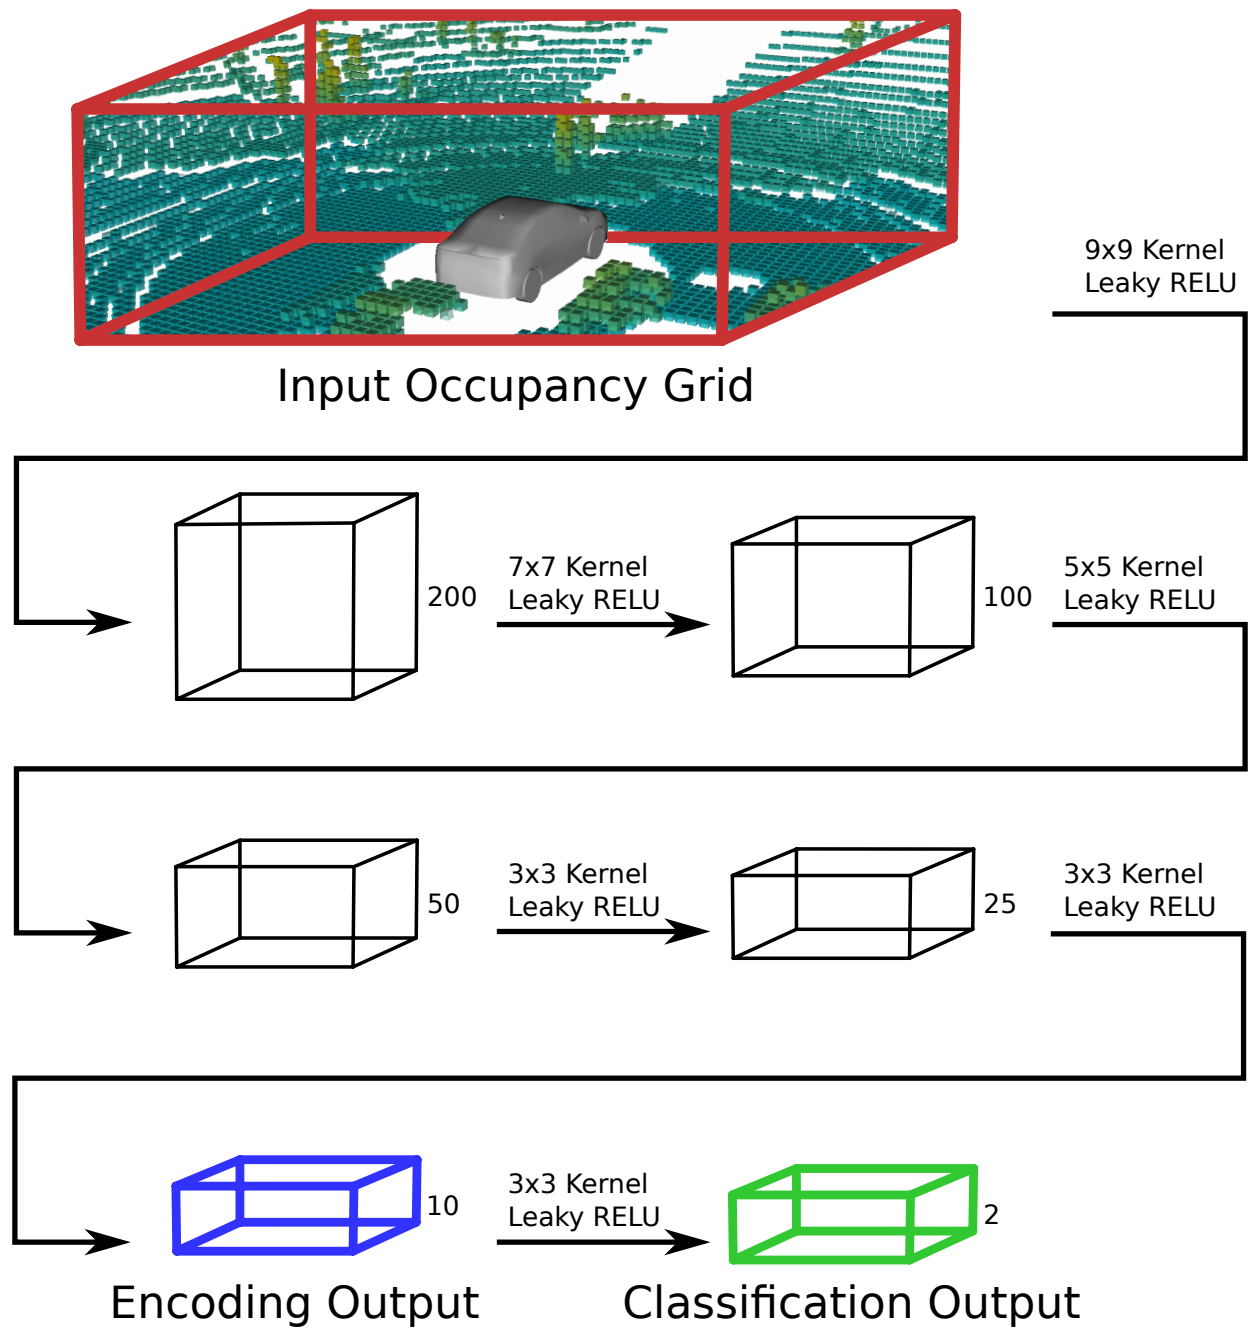 9x9 Kernel
Leaky RELU
Input Occupancy Grid
200
7x7 Kernel
Leaky RELU
100
5x5 Kernel
Leaky RELU
50
3x3 Kernel
Leaky RELU
25
3x3 Kernel
Leaky RELU
10
3x3 Kernel
Leaky RELU
2
Encoding Output
Classification Output